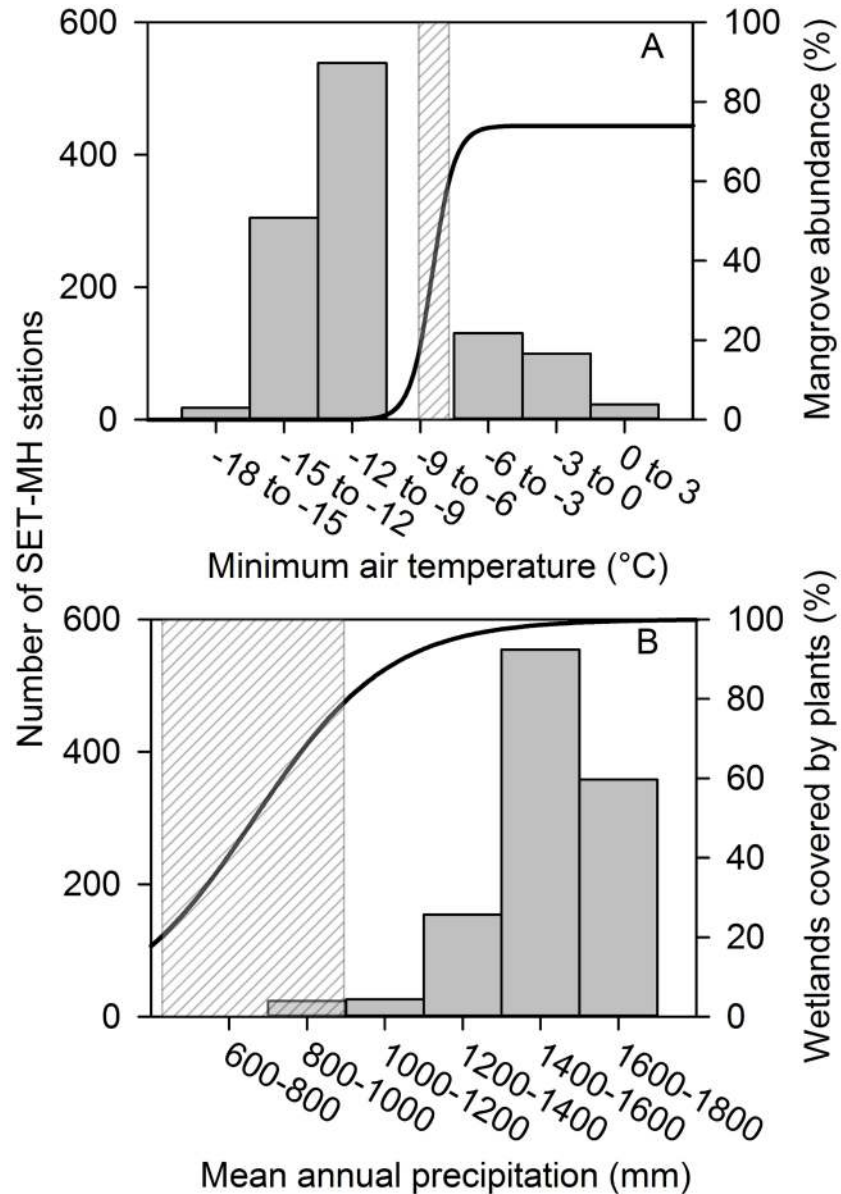 A
600
400
200
0
100
80
60
40
20
0
-18 to -15
-15 to -12
-12 to -9
-9 to -6
-6 to -3
-3 to 0
0 to 3
Minimum air temperature (°C)
Mangrove abundance (%)
Number of SET-MH stations
B
600
400
200
0
100
80
60
40
20
0
600-800
800-1000
1000-1200
1200-1400
1400-1600
1600-1800
Mean annual precipitation (mm)
Wetlands covered by plants (%)